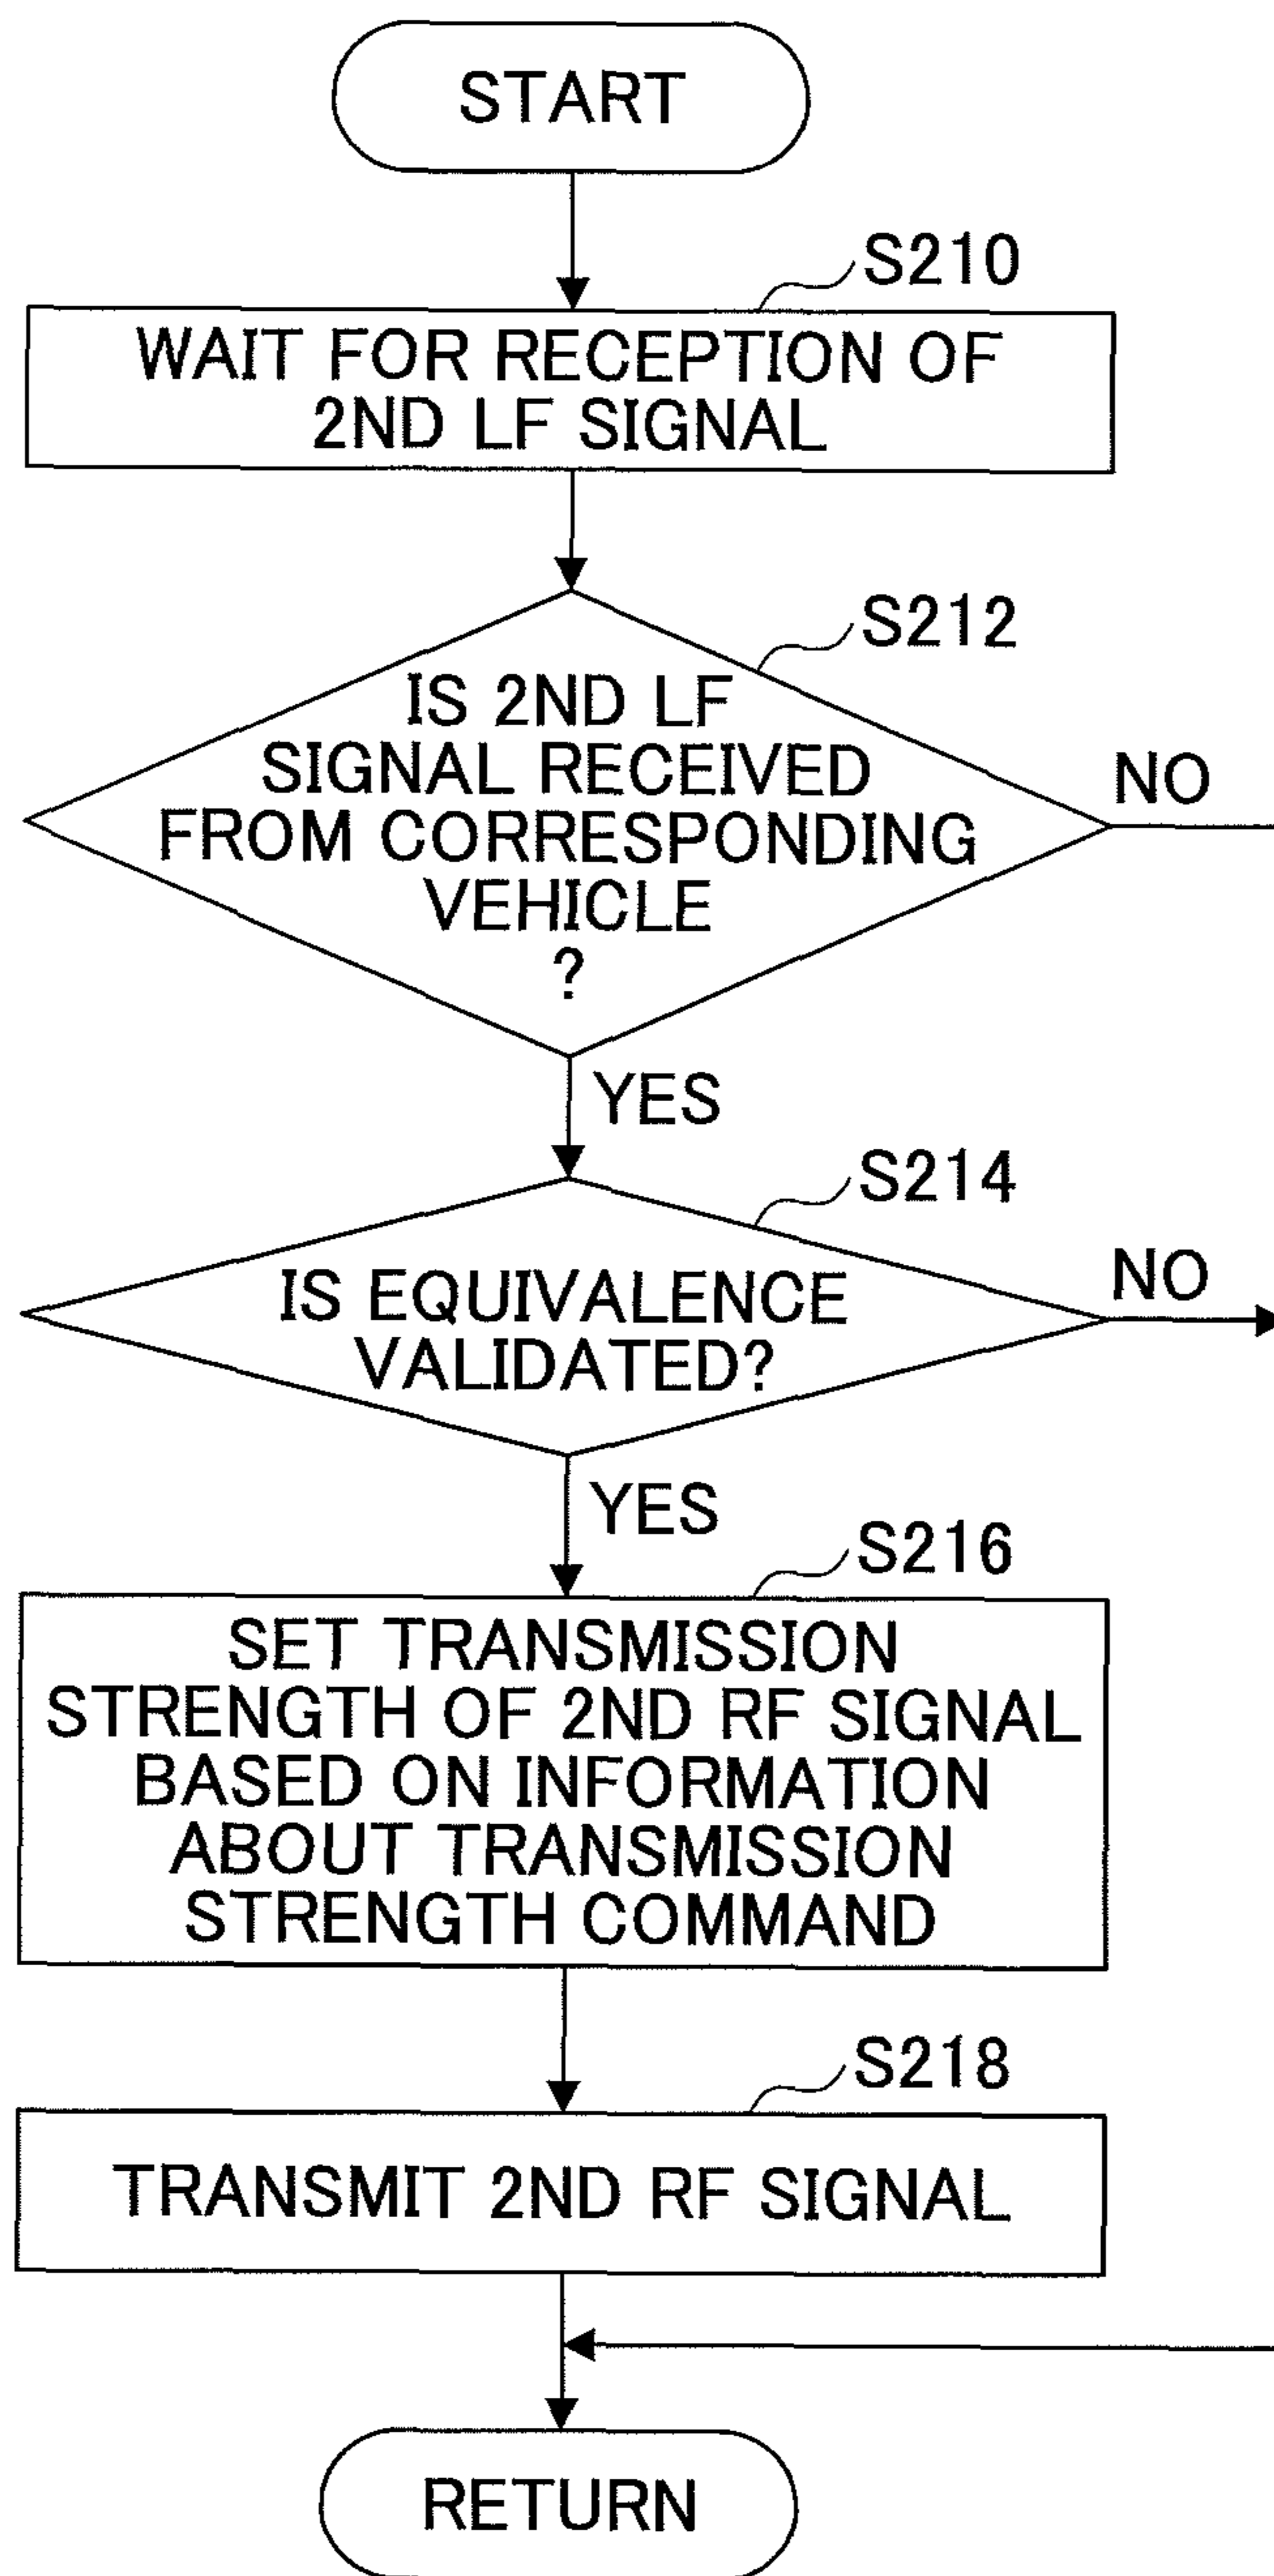 START
S210
WAIT FOR RECEPTION OF
2ND LF SIGNAL
S212
IS 2ND LF
SIGNAL RECEIVED
FROM CORRESPONDING
VEHICLE
?
NO
YES
S214
IS EQUIVALENCE
VALIDATED?
NO
YES
S216
SET TRANSMISSION
STRENGTH OF 2ND RF SIGNAL
BASED ON INFORMATION
ABOUT TRANSMISSION
STRENGTH COMMAND
S218
TRANSMIT 2ND RF SIGNAL
RETURN